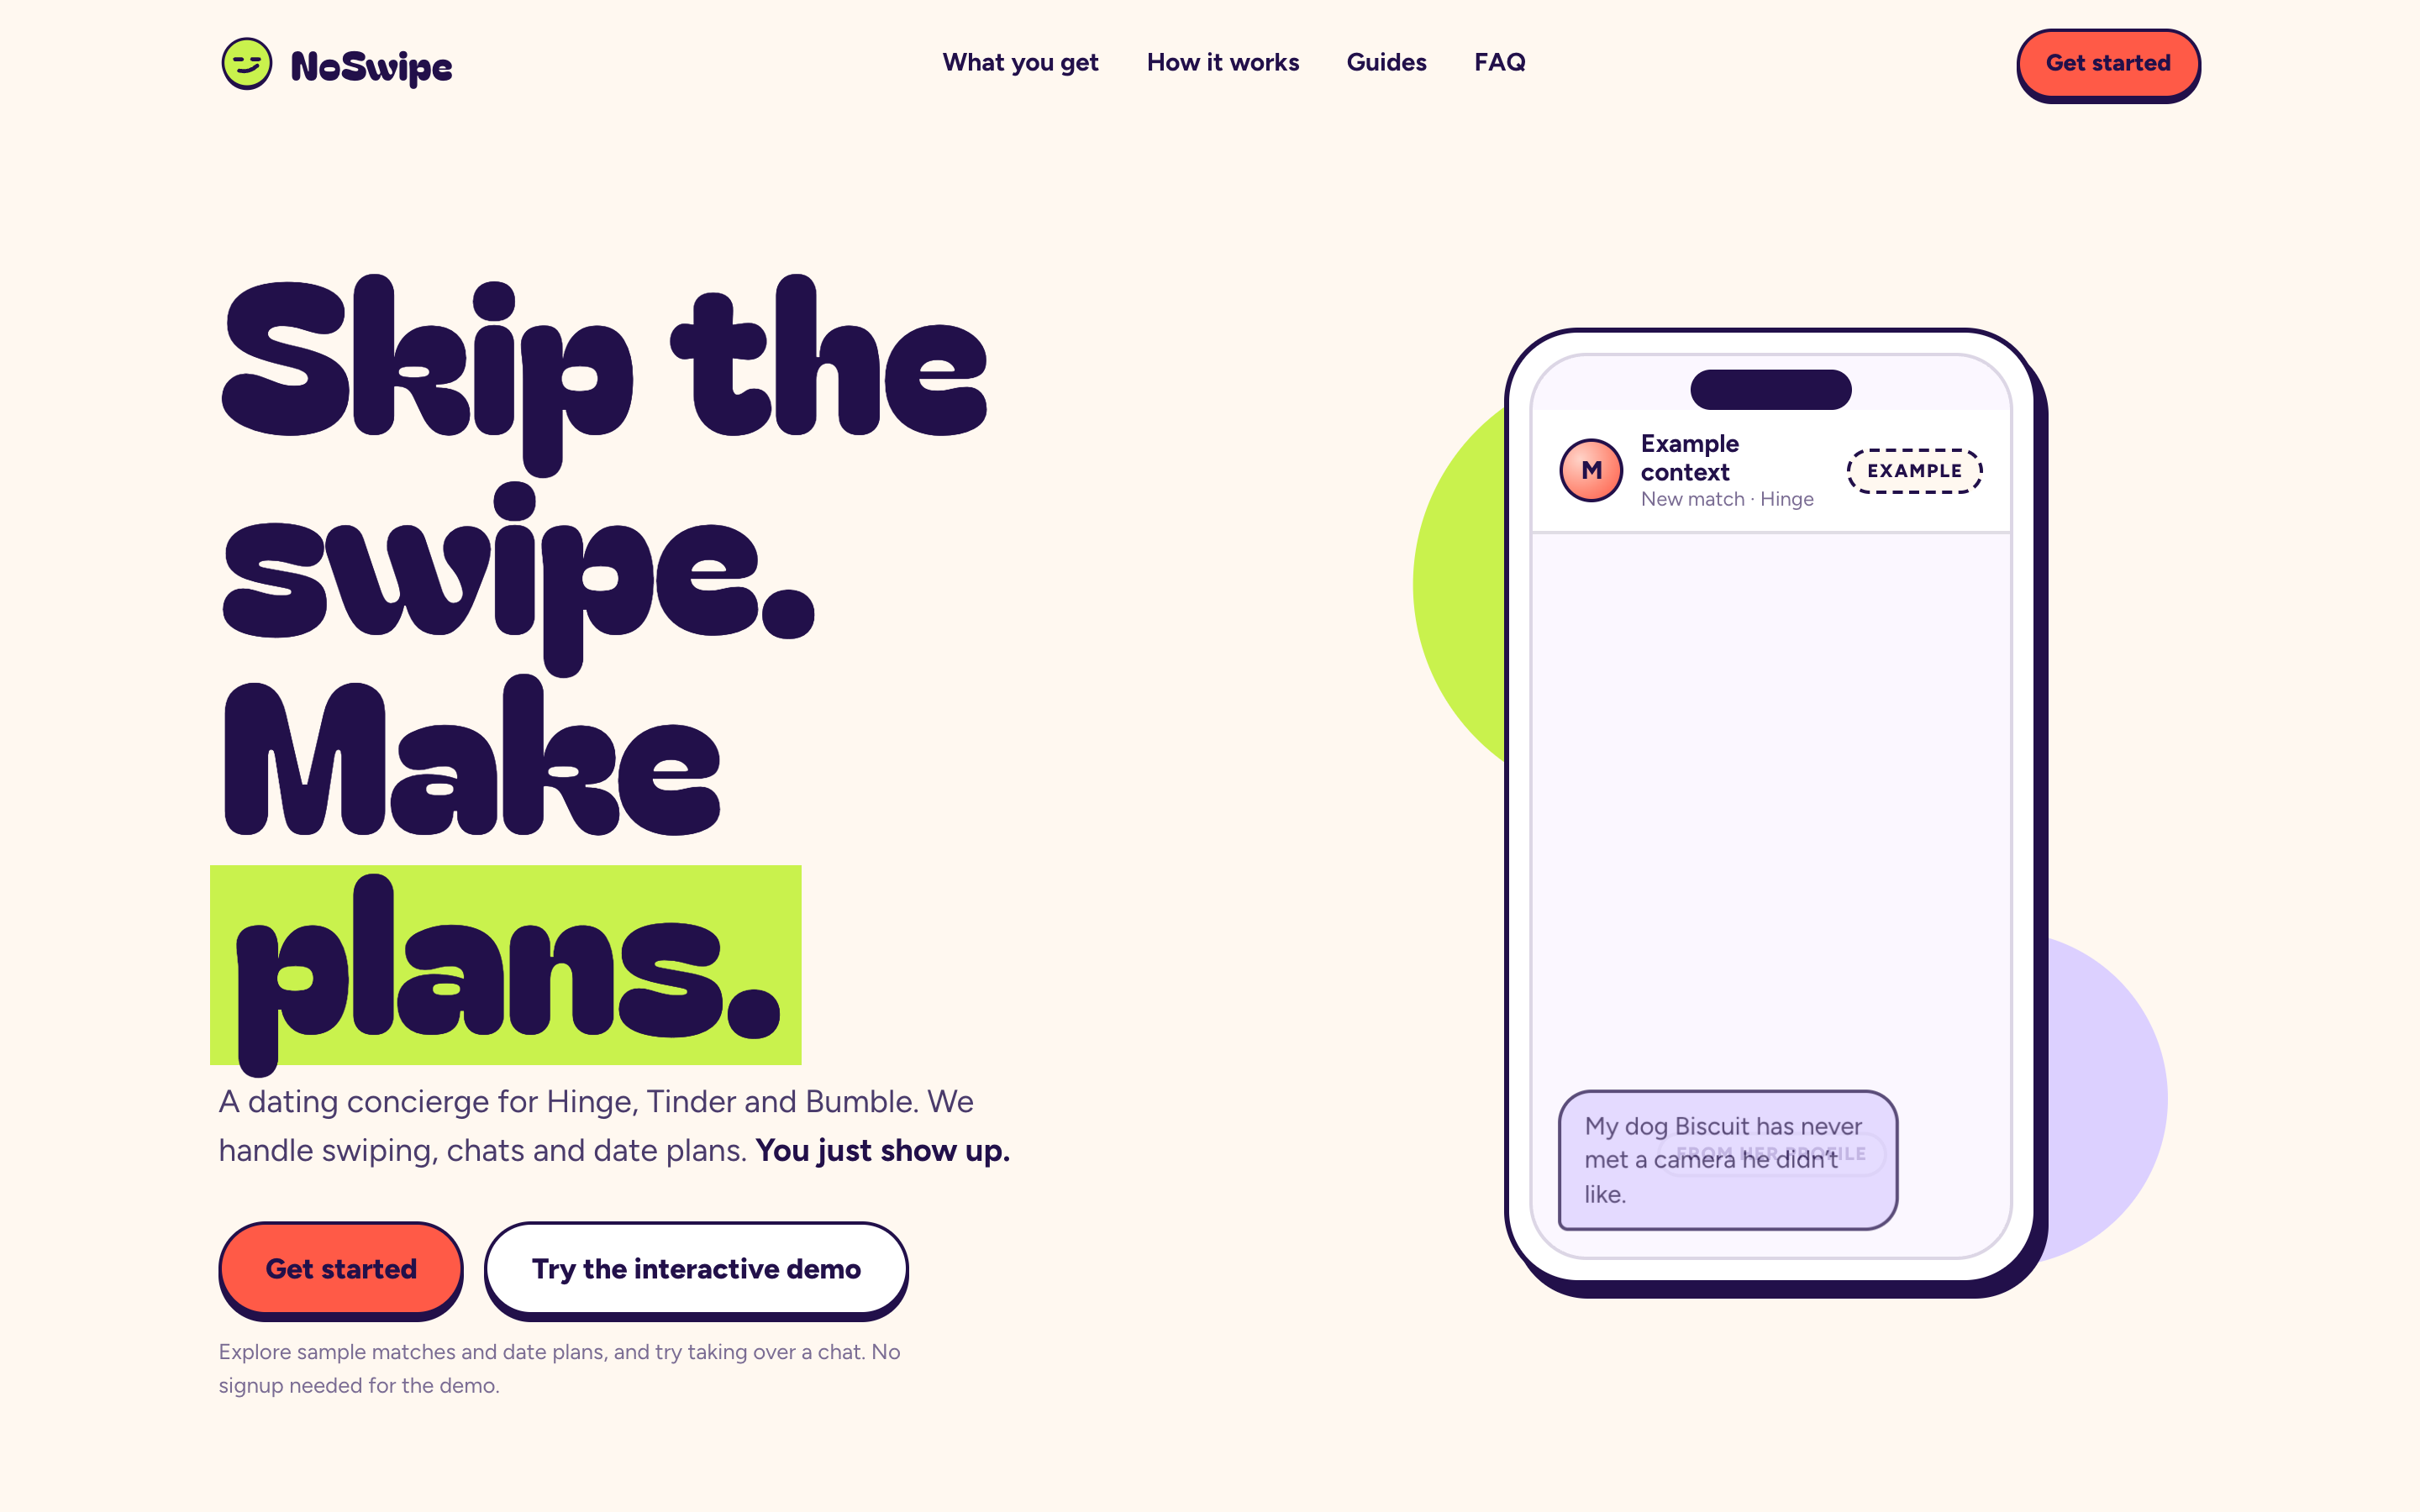 NoSwipe
What you get
How it works
Guides
FAQ
Get started
Skip the
swipe.
Make
plans.
A dating concierge for Hinge, Tinder and Bumble. We
handle swiping, chats and date plans. You just show up.
Get started
Try the interactive demo
Explore sample matches and date plans, and try taking over a chat. No
signup needed for the demo.
M
Example
context
New match · Hinge
EXAMPLE
My dog Biscuit has never
met a camera he didn't
like.
FROM HER PROFILE